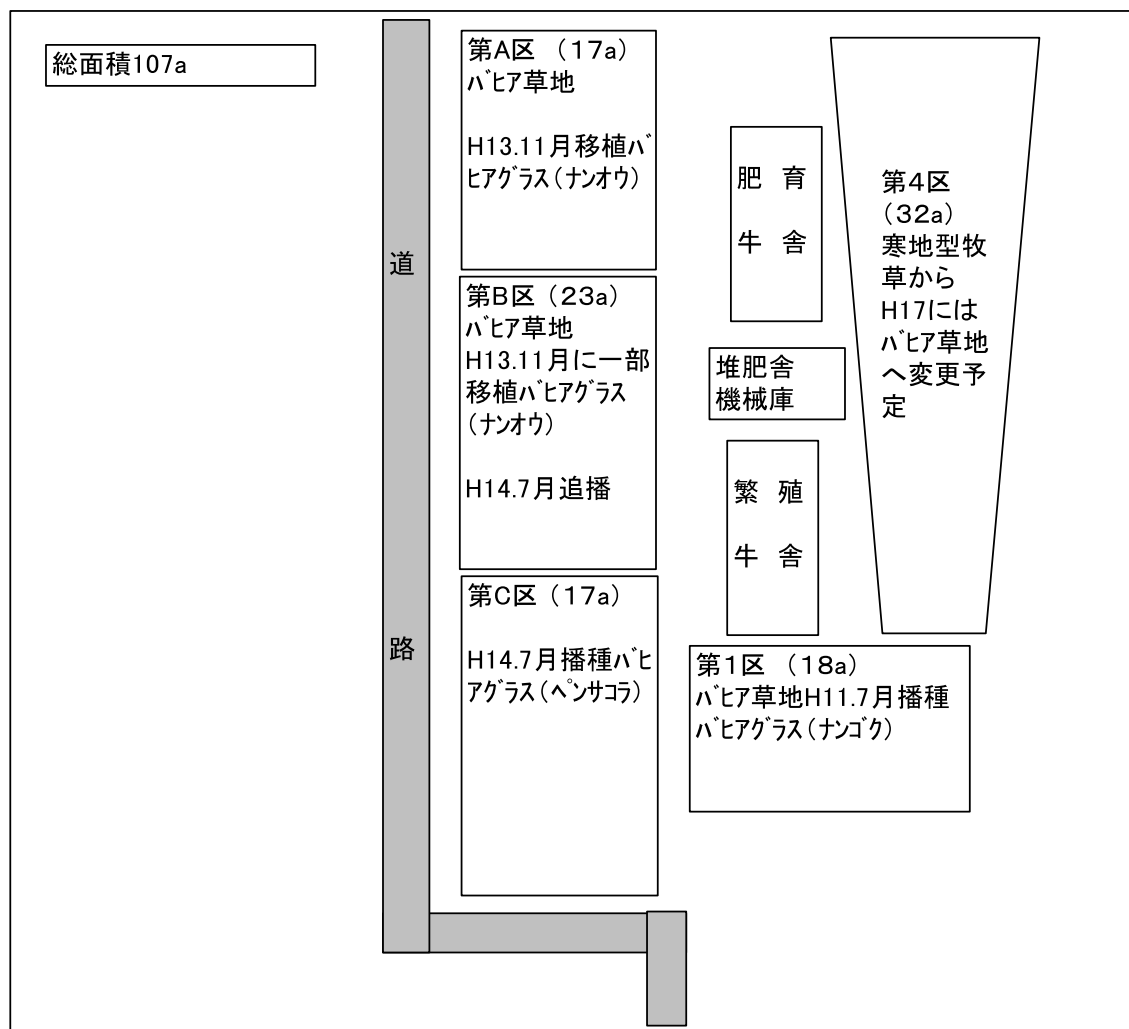 総面積107a
道
路
第A区 (17a)
ﾊﾞﾋｱ草地
H13.11月移植ﾊﾞ
ﾋｱｸﾞﾗｽ(ﾅﾝｵｳ)
第B区 (23a)
ﾊﾞﾋｱ草地
H13.11月に一部
移植ﾊﾞﾋｱｸﾞﾗｽ
(ﾅﾝｵｳ)
H14.7月追播
第C区 (17a)
H14.7月播種ﾊﾞﾋ
ｱｸﾞﾗｽ(ﾍﾟﾝｻｺﾗ)
肥 育
牛 舎
堆肥舎
機械庫
繁 殖
牛 舎
第1区 (18a)
ﾊﾞﾋｱ草地H11.7月播種
ﾊﾞﾋｱｸﾞﾗｽ(ﾅﾝｺﾞｸ)
第4区
(32a)
寒地型牧
草から
H17には
ﾊﾞﾋｱ草地
へ変更予
定